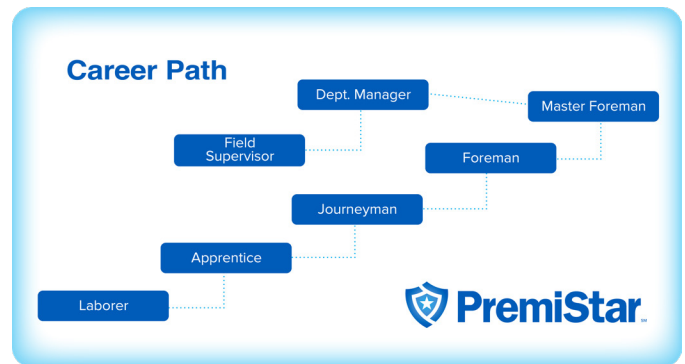 Career Path
Dept. Manager
Master Foreman
Field
Supervisor
Foreman
Journeyman
Apprentice
Laborer
PremiStar